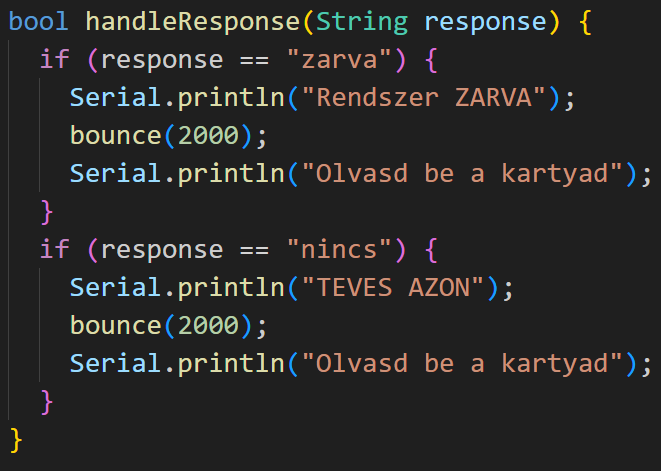 bool handleResponse(String response) {
  if (response == "zarva") {
    Serial.println("Rendszer ZARVA");
    bounce(2000);
    Serial.println("Olvasd be a kartyad");
  }
  if (response == "nincs") {
    Serial.println("TEVES AZON");
    bounce(2000);
    Serial.println("Olvasd be a kartyad");
  }
}